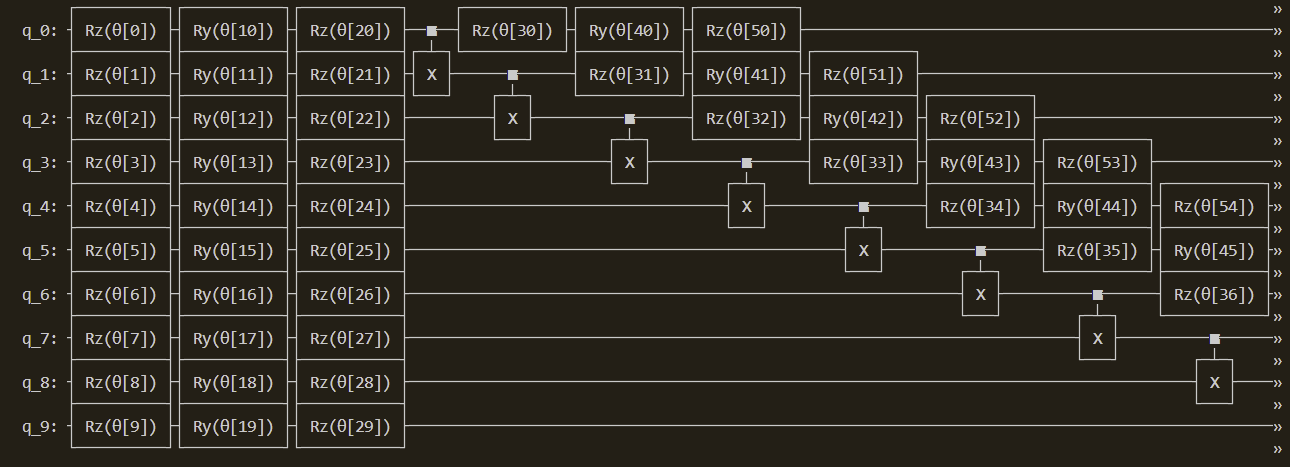 »
q_0: Rz(θ[0]) Ry(θ[10]) Rz(θ[20]) ■ Rz(θ[30]) Ry(θ[40]) Rz(θ[50]) »
»
q_1: Rz(θ[1]) Ry(θ[11]) Rz(θ[21]) X ■ Rz(θ[31]) Ry(θ[41]) Rz(θ[51]) »
»
q_2: Rz(θ[2]) Ry(θ[12]) Rz(θ[22]) X ■ Rz(θ[32]) Ry(θ[42]) Rz(θ[52]) »
»
q_3: Rz(θ[3]) Ry(θ[13]) Rz(θ[23]) X ■ Rz(θ[33]) Ry(θ[43]) Rz(θ[53]) »
»
q_4: Rz(θ[4]) Ry(θ[14]) Rz(θ[24]) X ■ Rz(θ[34]) Ry(θ[44]) Rz(θ[54]) »
»
q_5: Rz(θ[5]) Ry(θ[15]) Rz(θ[25]) X ■ Rz(θ[35]) Ry(θ[45]) »
»
q_6: Rz(θ[6]) Ry(θ[16]) Rz(θ[26]) X ■ Rz(θ[36]) »
»
q_7: Rz(θ[7]) Ry(θ[17]) Rz(θ[27]) X ■ »
»
q_8: Rz(θ[8]) Ry(θ[18]) Rz(θ[28]) X »
»
q_9: Rz(θ[9]) Ry(θ[19]) Rz(θ[29]) »
»